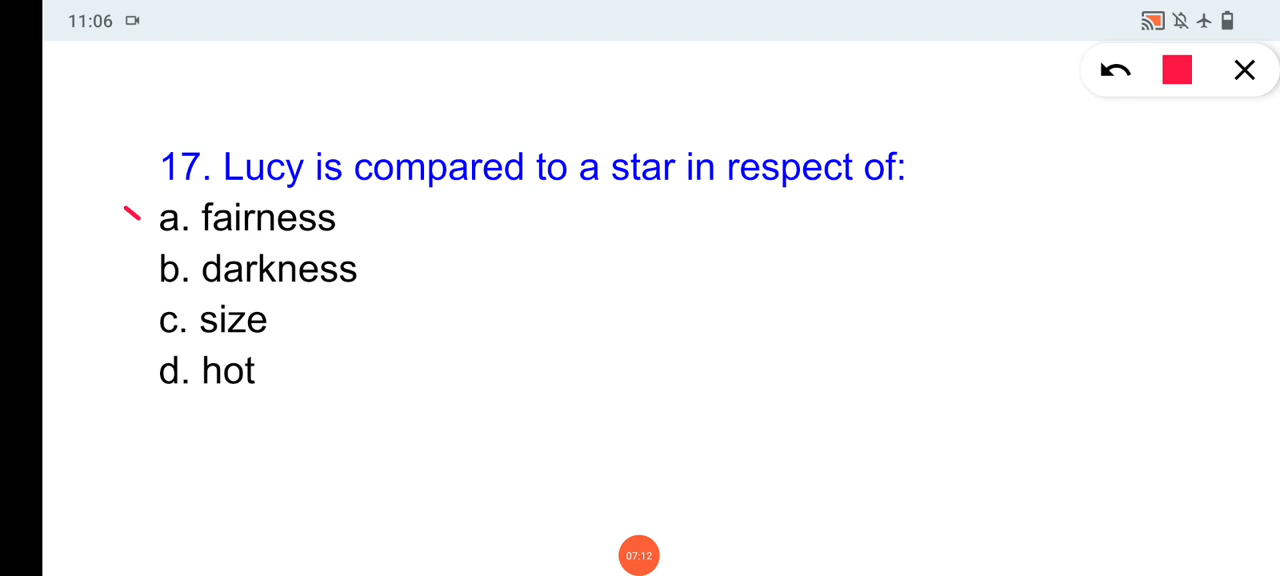 11:06
17. Lucy is compared to a star in respect of:
a. fairness
b. darkness
c. size
d. hot
07:12